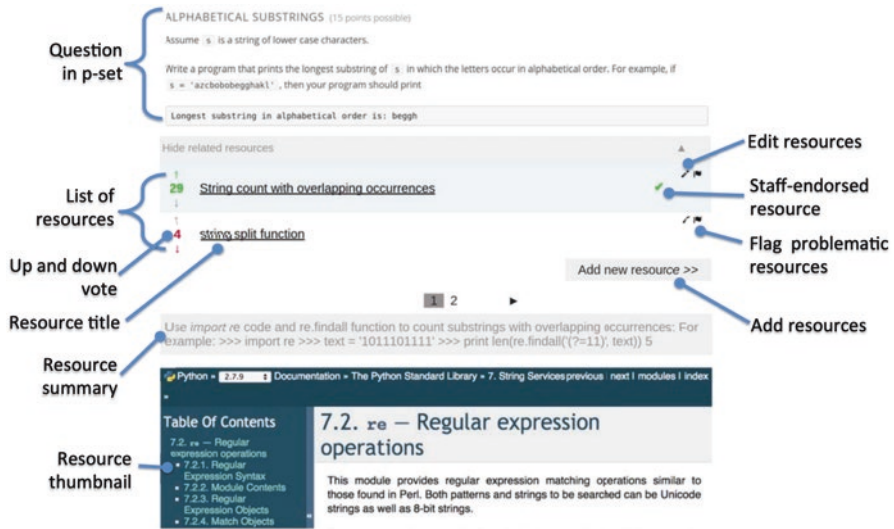 ALPHABETICAL SUBSTRINGS (15 points possible)
Assume s is a string of lower case characters.
Write a program that prints the longest substring of s in which the letters occur in alphabetical order. For example, if
s = 'azcbobobegghakl' , then your program should print
Longest substring in alphabetical order is: beggh
Question
in p-set
Hide related resources
Edit resources
29
String count with overlapping occurrences
List of
resources
Staff-endorsed
resource
4
string split function
Flag problematic
resources
Up and down
vote
Add new resource >>
Resource title
1 2
Add resources
Use import re code and re.findall function to count substrings with overlapping occurrences: For
example: >>> import re >>> text = '1011101111' >>> print len(re.findall('(?=11)', text)) 5
Resource
summary
Python » 2.7.9 Documentation » The Python Standard Library » 7. String Services previous next | modules | index
»
Table Of Contents
7.2. re — Regular
expression operations
7.2.1. Regular
Expression Syntax
7.2.2. Module Contents
7.2.3. Regular
Expression Objects
7.2.4. Match Objects
Resource
thumbnail
7.2. re — Regular expression
operations
This module provides regular expression matching operations similar to
those found in Perl. Both patterns and strings to be searched can be Unicode
strings as well as 8-bit strings.